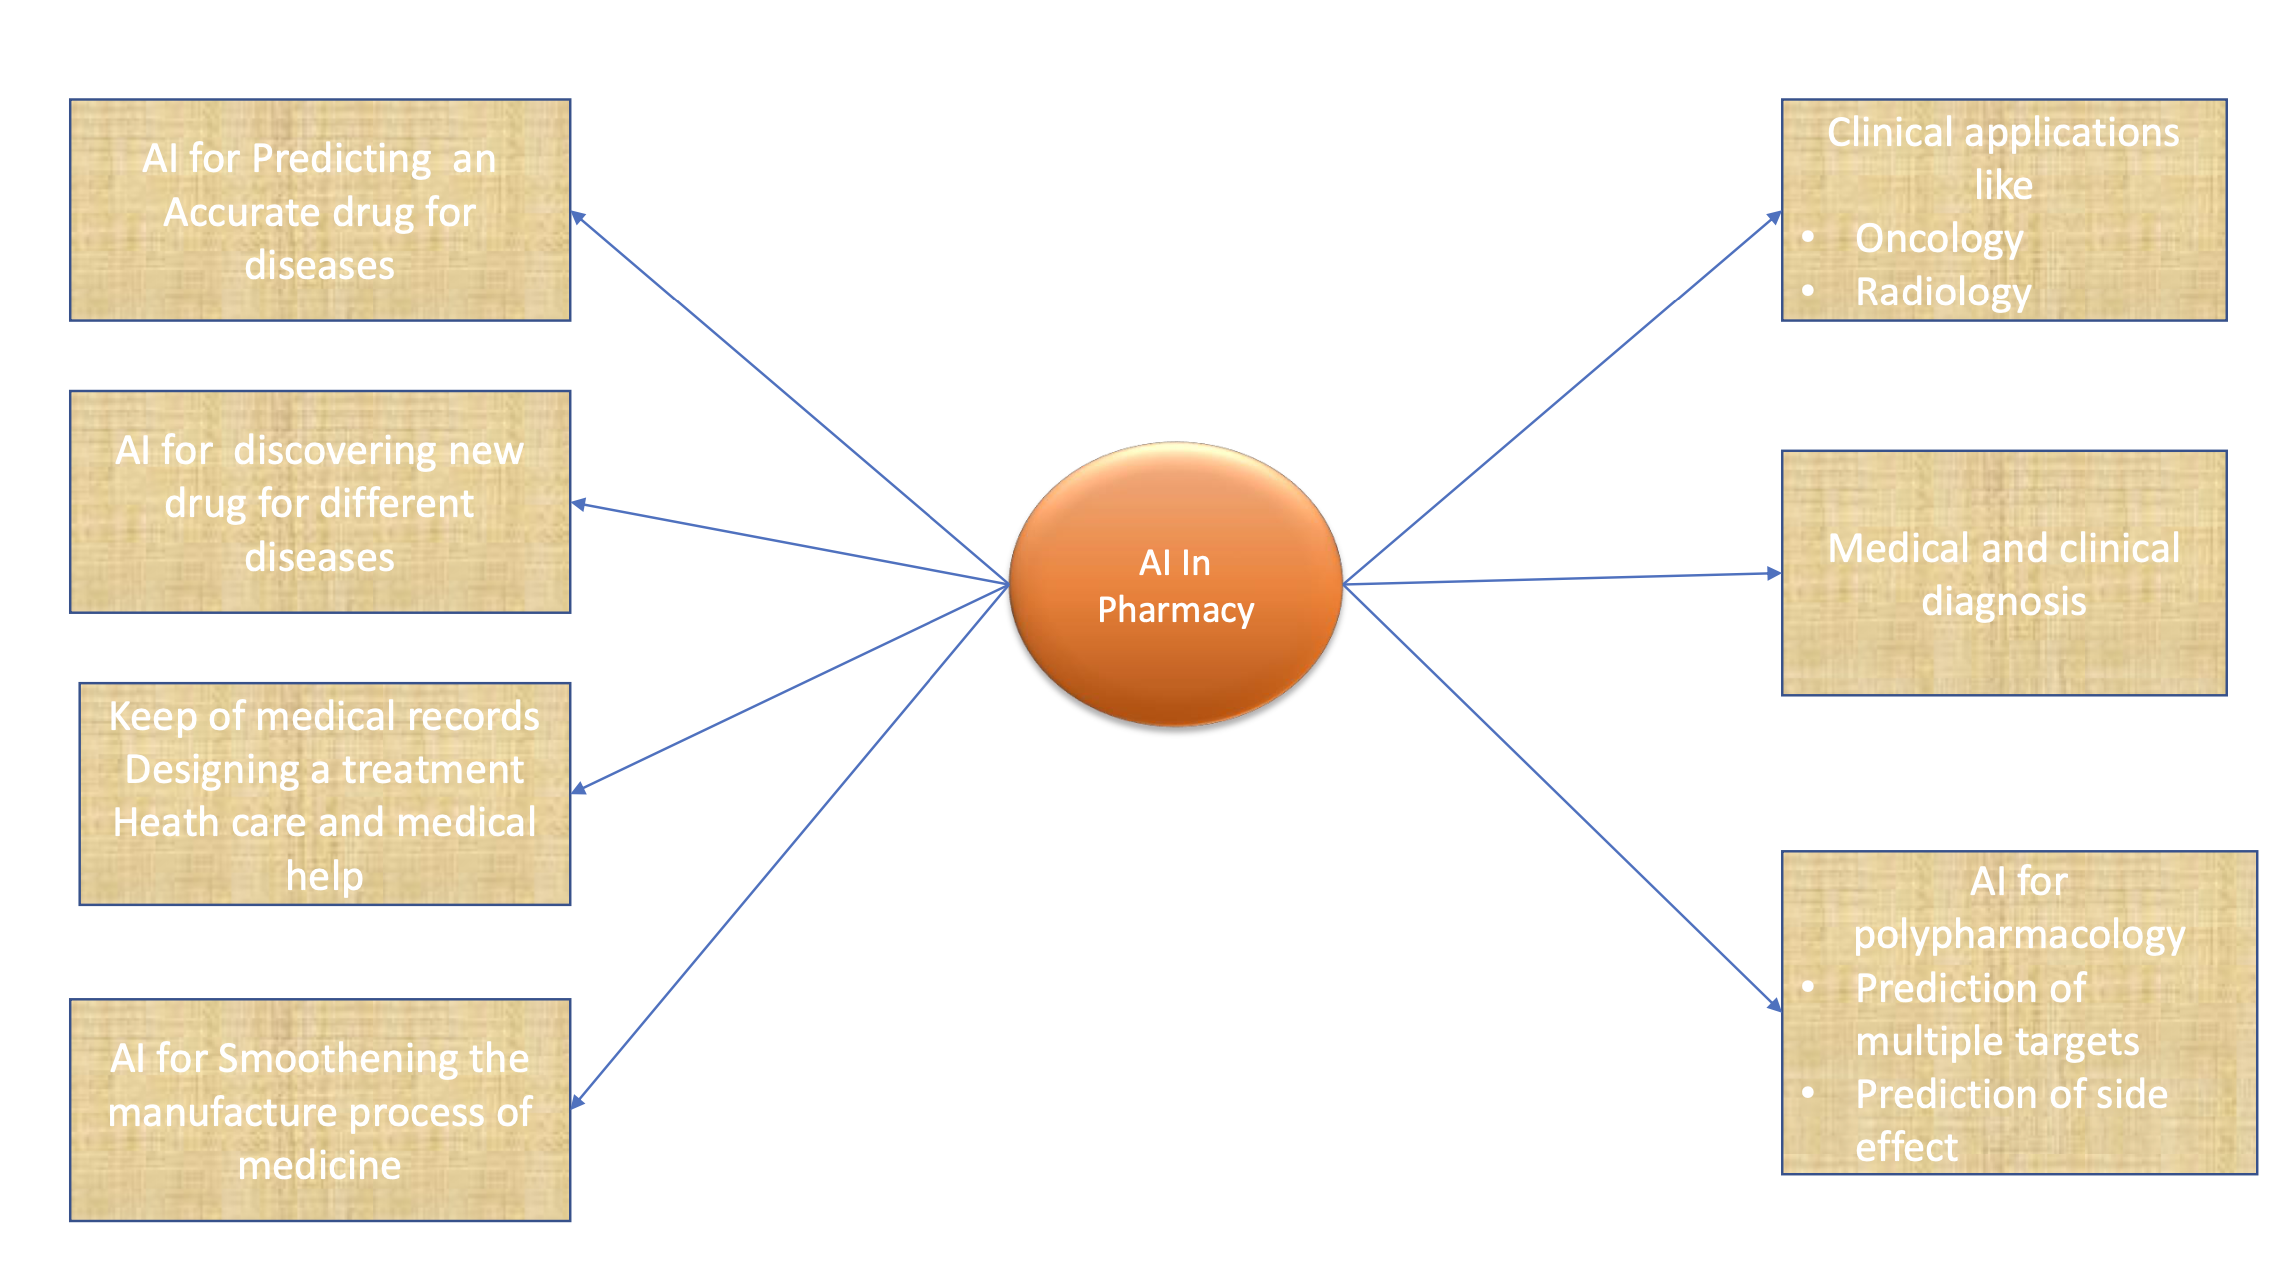 AI for Predicting  an
Accurate drug for
diseases
AI for  discovering new
drug for different
diseases
Keep of medical records
Designing a treatment
Heath care and medical
help
AI for Smoothening the
manufacture process of
medicine
AI In
Pharmacy
Clinical applications
like
• Oncology
• Radiology
Medical and clinical
diagnosis
AI for
polypharmacology
• Prediction of
multiple targets
• Prediction of side
effect